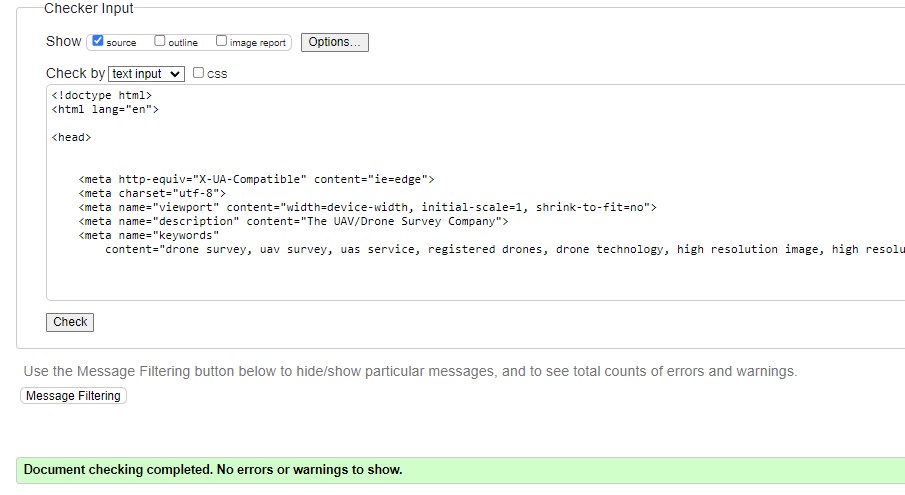 Checker Input
Show source outline image report Options...
Check by text input css
<!doctype html>
<html lang="en">
<head>
<meta http-equiv="X-UA-Compatible" content="ie=edge">
<meta charset="utf-8">
<meta name="viewport" content="width=device-width, initial-scale=1, shrink-to-fit=no">
<meta name="description" content="The UAV/Drone Survey Company">
<meta name="keywords"
content="drone survey, uav survey, uas service, registered drones, drone technology, high resolution image, high resolu
Check
Use the Message Filtering button below to hide/show particular messages, and to see total counts of errors and warnings.
Message Filtering
Document checking completed. No errors or warnings to show.